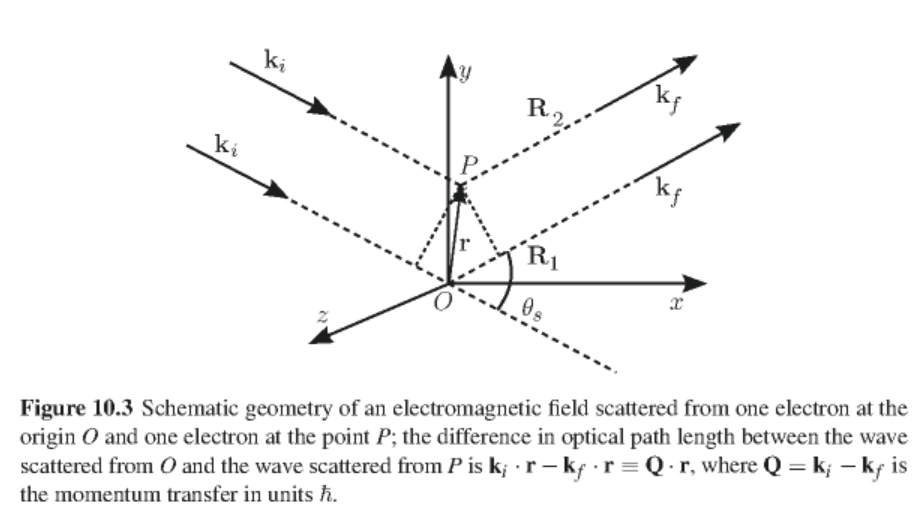 k_i
y
R_2
k_f
k_i
P
k_f
r
R_1
O
x
z
θ_s
Figure 10.3 Schematic geometry of an electromagnetic field scattered from one electron at the
origin O and one electron at the point P; the difference in optical path length between the wave
scattered from O and the wave scattered from P is k_i · r − k_f · r ≡ Q · r, where Q = k_i − k_f is
the momentum transfer in units ħ.